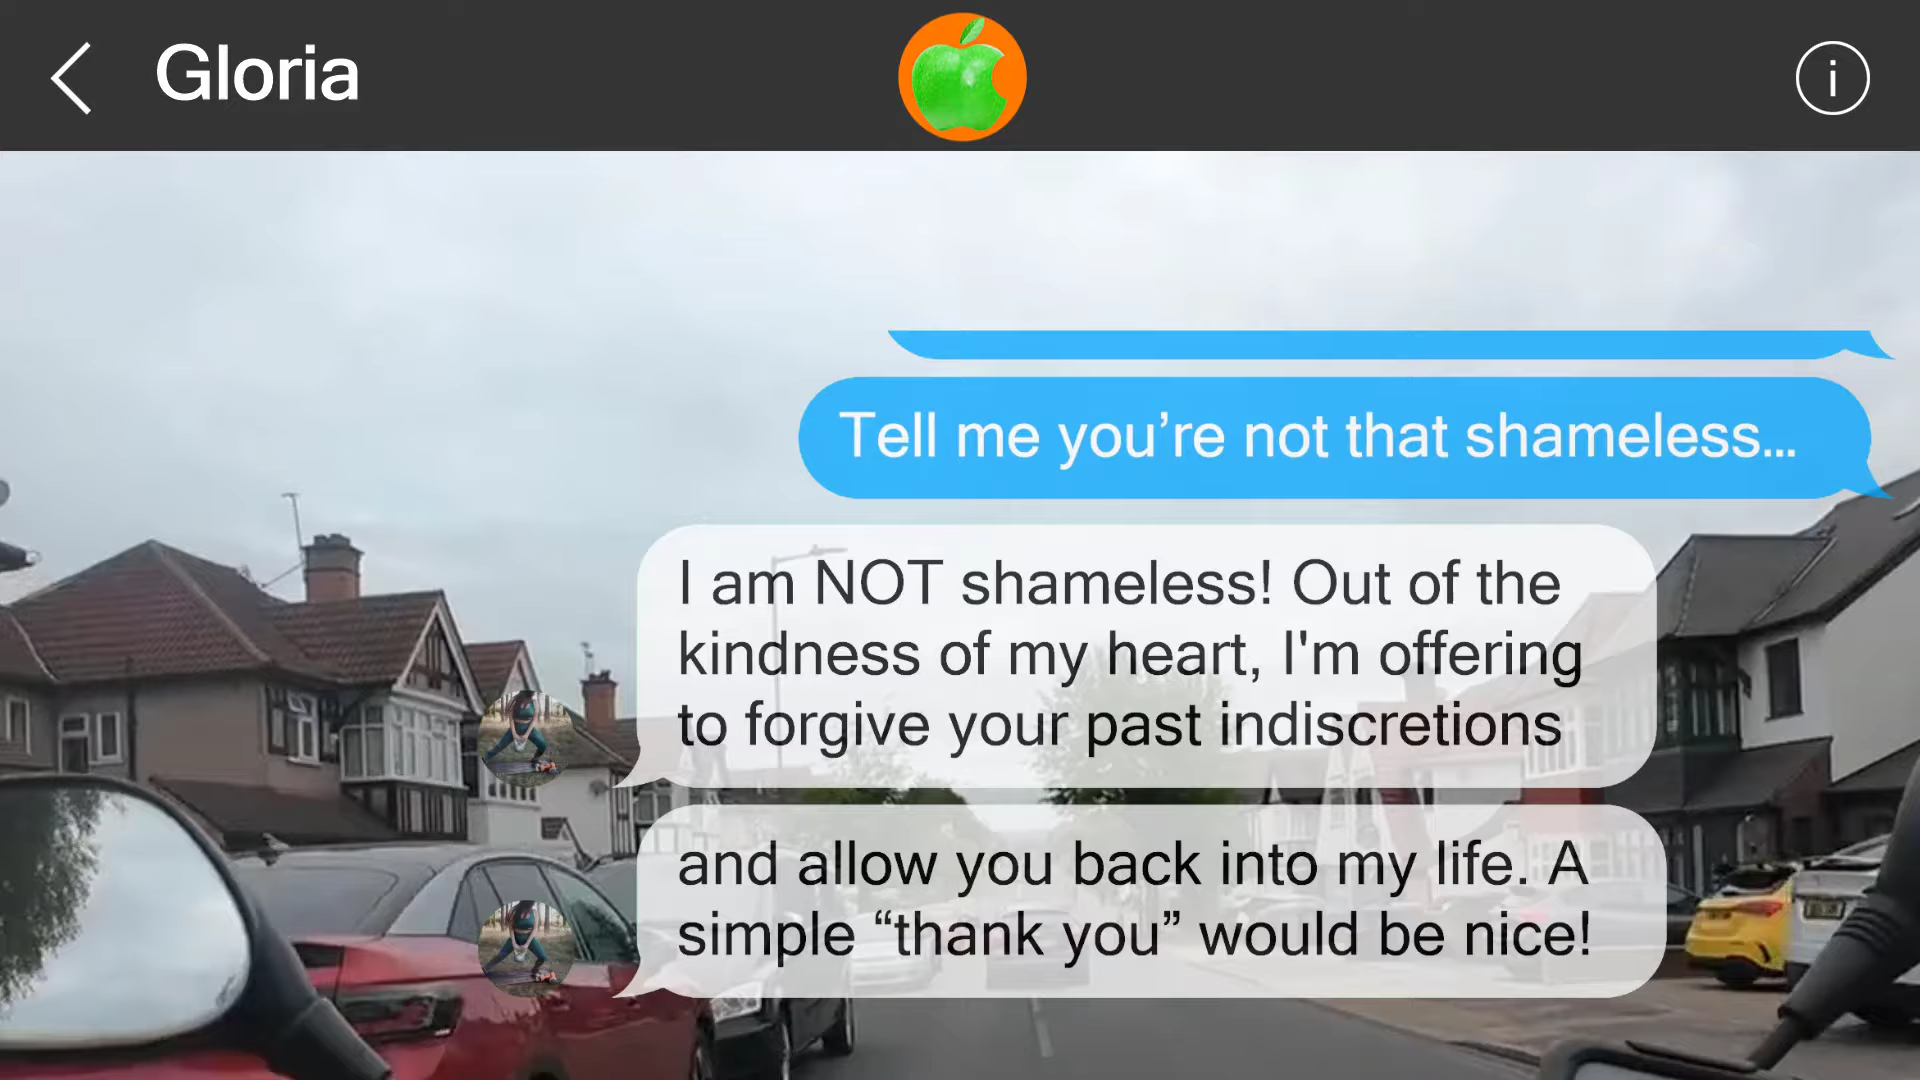 Gloria
i
Tell me you’re not that shameless...
I am NOT shameless! Out of the
kindness of my heart, I'm offering
to forgive your past indiscretions
and allow you back into my life. A
simple “thank you” would be nice!